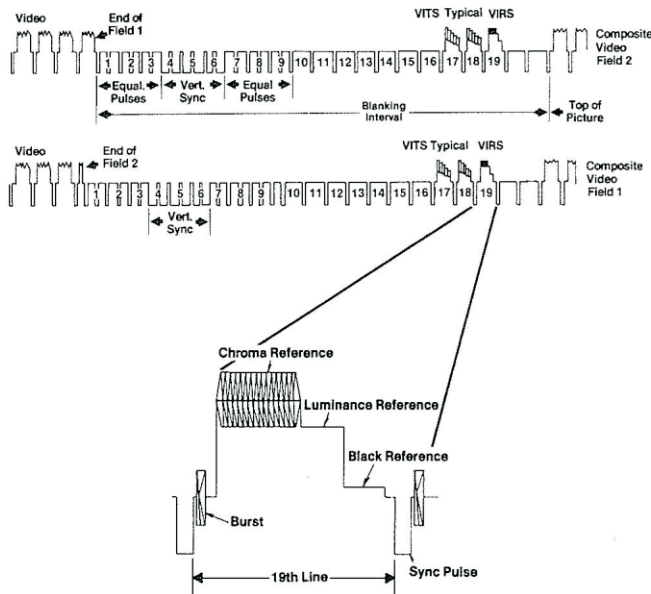 Video
End of
Field 1
VITS Typical VIRS
Composite
Video
Field 2
1 2 3 4 5 6 7 8 9 10 11 12 13 14 15 16 17 18 19
Equal. Pulses
Vert. Sync
Equal Pulses
Blanking
Interval
Top of
Picture
Video
End of
Field 2
VITS Typical VIRS
Composite
Video
Field 1
1 2 3 4 5 6 7 8 9 10 11 12 13 14 15 16 17 18 19
Vert.
Sync
Chroma Reference
Luminance Reference
Black Reference
Burst
Sync Pulse
19th Line